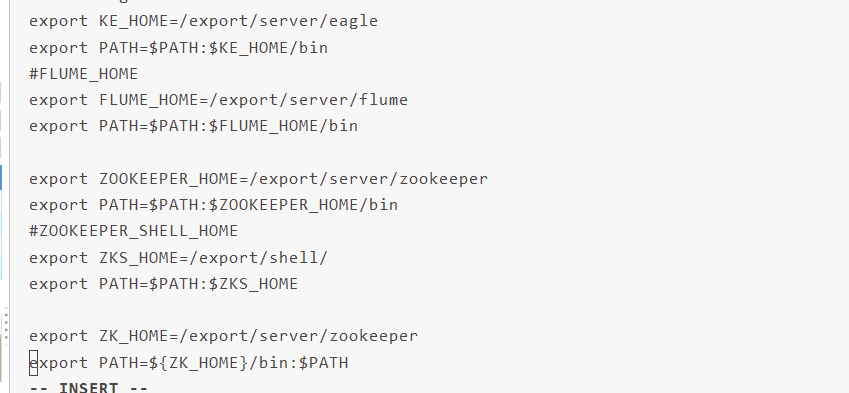 export KE_HOME=/export/server/eagle
export PATH=$PATH:$KE_HOME/bin
#FLUME_HOME
export FLUME_HOME=/export/server/flume
export PATH=$PATH:$FLUME_HOME/bin
export ZOOKEEPER_HOME=/export/server/zookeeper
export PATH=$PATH:$ZOOKEEPER_HOME/bin
#ZOOKEEPER_SHELL_HOME
export ZKS_HOME=/export/shell/
export PATH=$PATH:$ZKS_HOME
export ZK_HOME=/export/server/zookeeper
export PATH=${ZK_HOME}/bin:$PATH
-- INSERT --